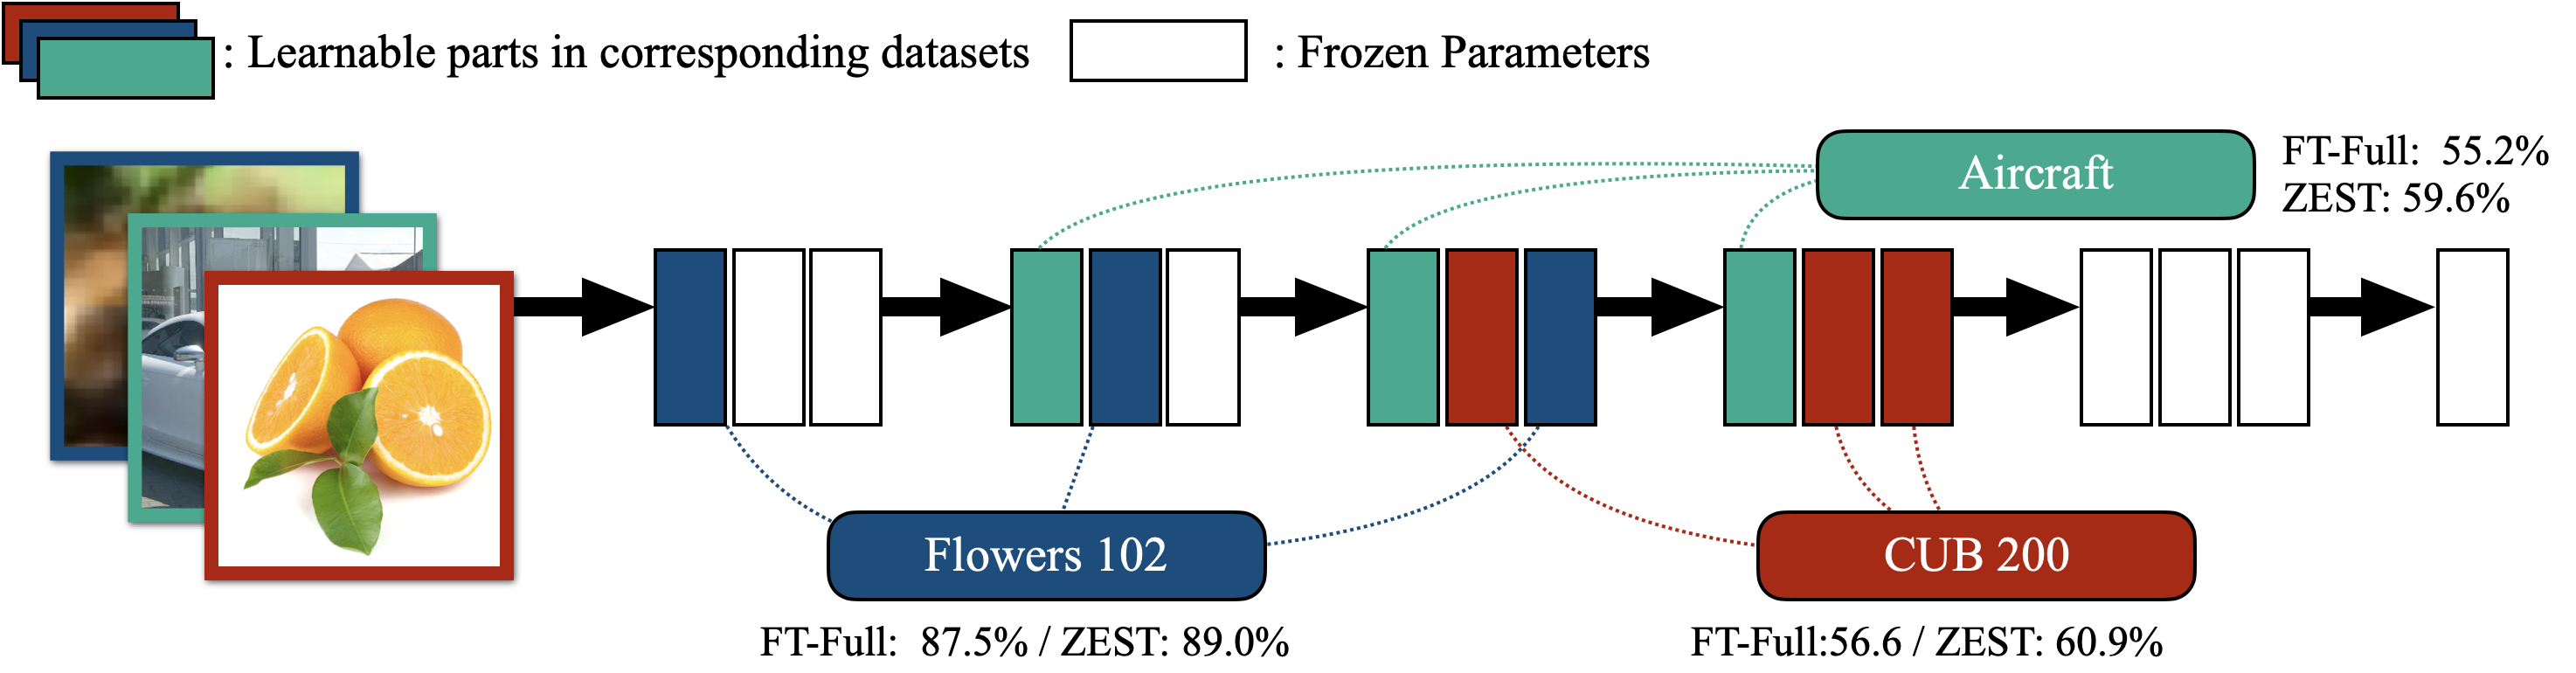 : Learnable parts in corresponding datasets
: Frozen Parameters
Aircraft
FT-Full: 55.2%
ZEST: 59.6%
Flowers 102
FT-Full: 87.5% / ZEST: 89.0%
CUB 200
FT-Full:56.6 / ZEST: 60.9%